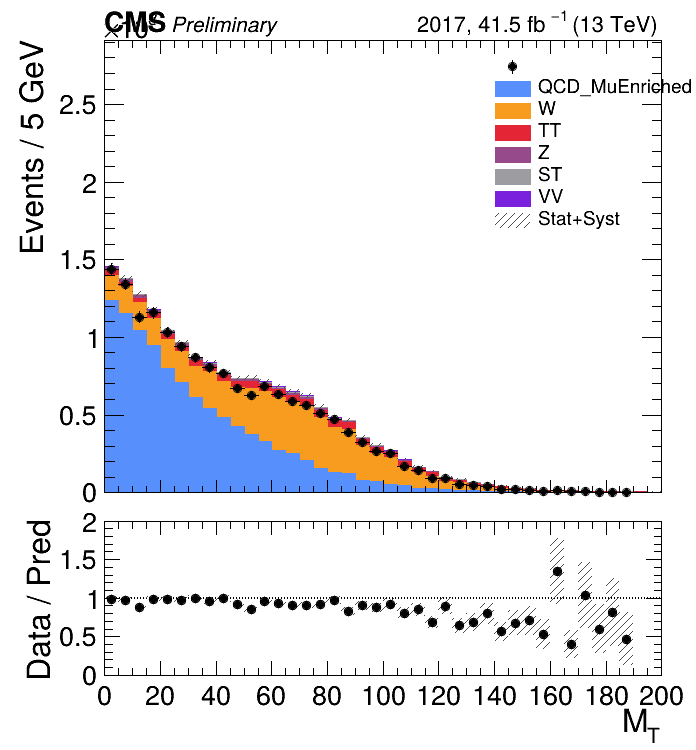 CMS Preliminary 2017, 41.5 fb⁻¹ (13 TeV)
Events / 5 GeV
2.5
2
1.5
1
0.5
0
QCD_MuEnriched
W
TT
Z
ST
VV
Stat+Syst
Data / Pred
2
1.5
1
0.5
0
0 20 40 60 80 100 120 140 160 180 200
M_T